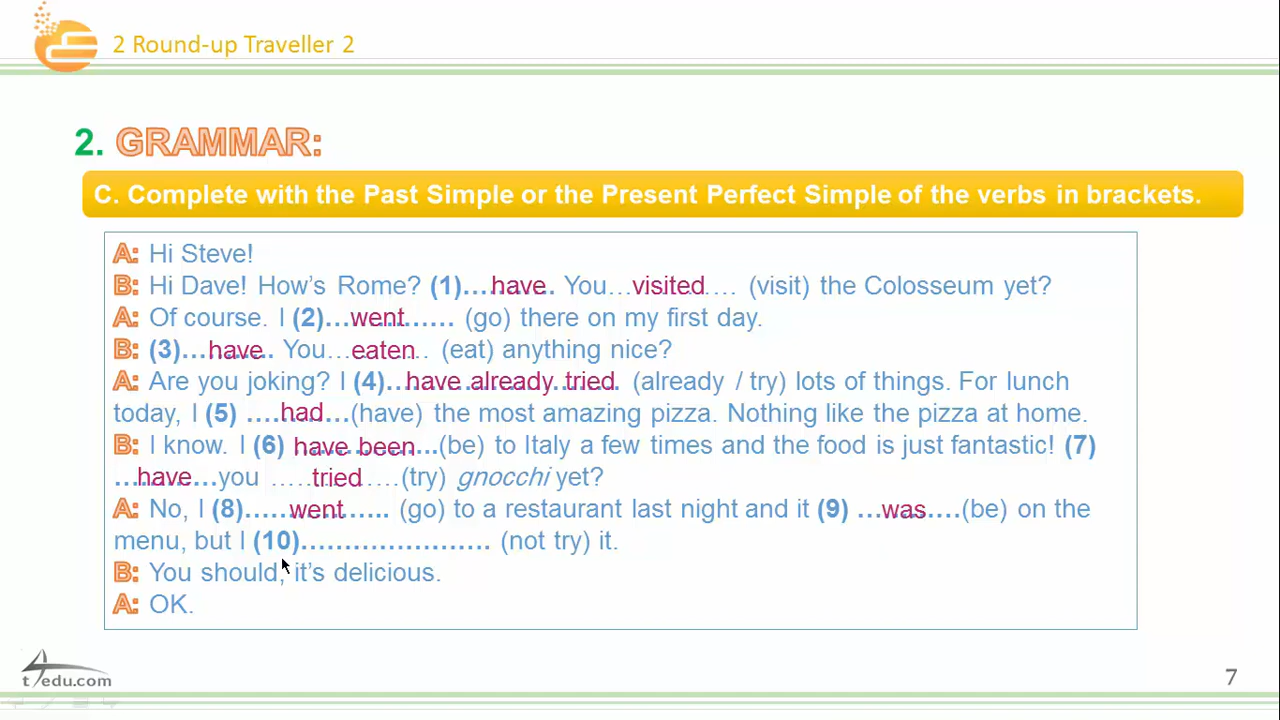 2 Round-up Traveller 2
2. GRAMMAR:
C. Complete with the Past Simple or the Present Perfect Simple of the verbs in brackets.
A: Hi Steve!
B: Hi Dave! How's Rome? (1)....have.. You...visited.... (visit) the Colosseum yet?
A: Of course. I (2)...went...... (go) there on my first day.
B: (3)....have.. You...eaten.. (eat) anything nice?
A: Are you joking? I (4)...have already tried. (already / try) lots of things. For lunch
today, I (5) ....had...(have) the most amazing pizza. Nothing like the pizza at home.
B: I know. I (6) have been...(be) to Italy a few times and the food is just fantastic! (7)
...have...you .....tried....(try) gnocchi yet?
A: No, I (8)......went..... (go) to a restaurant last night and it (9) ...was....(be) on the
menu, but I (10)...................... (not try) it.
B: You should, it's delicious.
A: OK.
t4edu.com
7